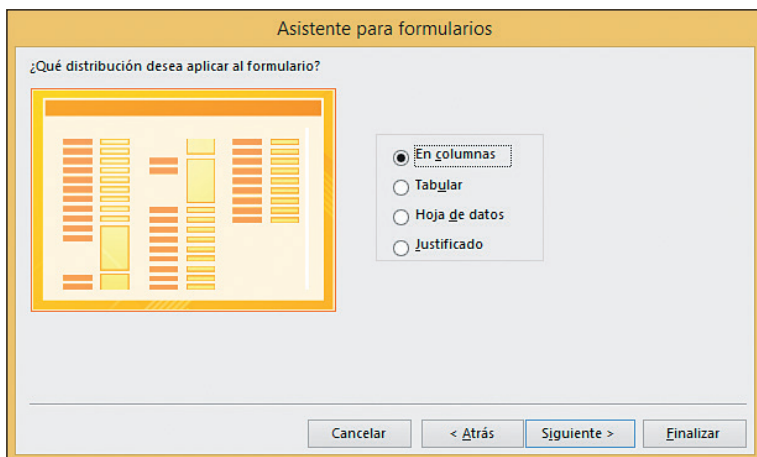 Asistente para formularios
¿Qué distribución desea aplicar al formulario?
En columnas
Tabular
Hoja de datos
Justificado
Cancelar
< Atrás
Siguiente >
Finalizar